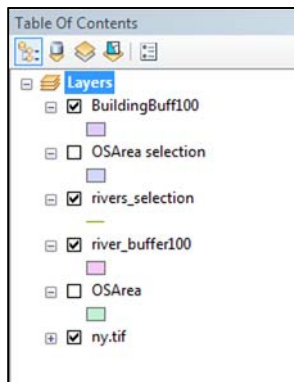 Table Of Contents
Layers
BuildingBuff100
OSArea selection
rivers_selection
river_buffer100
OSArea
ny.tif